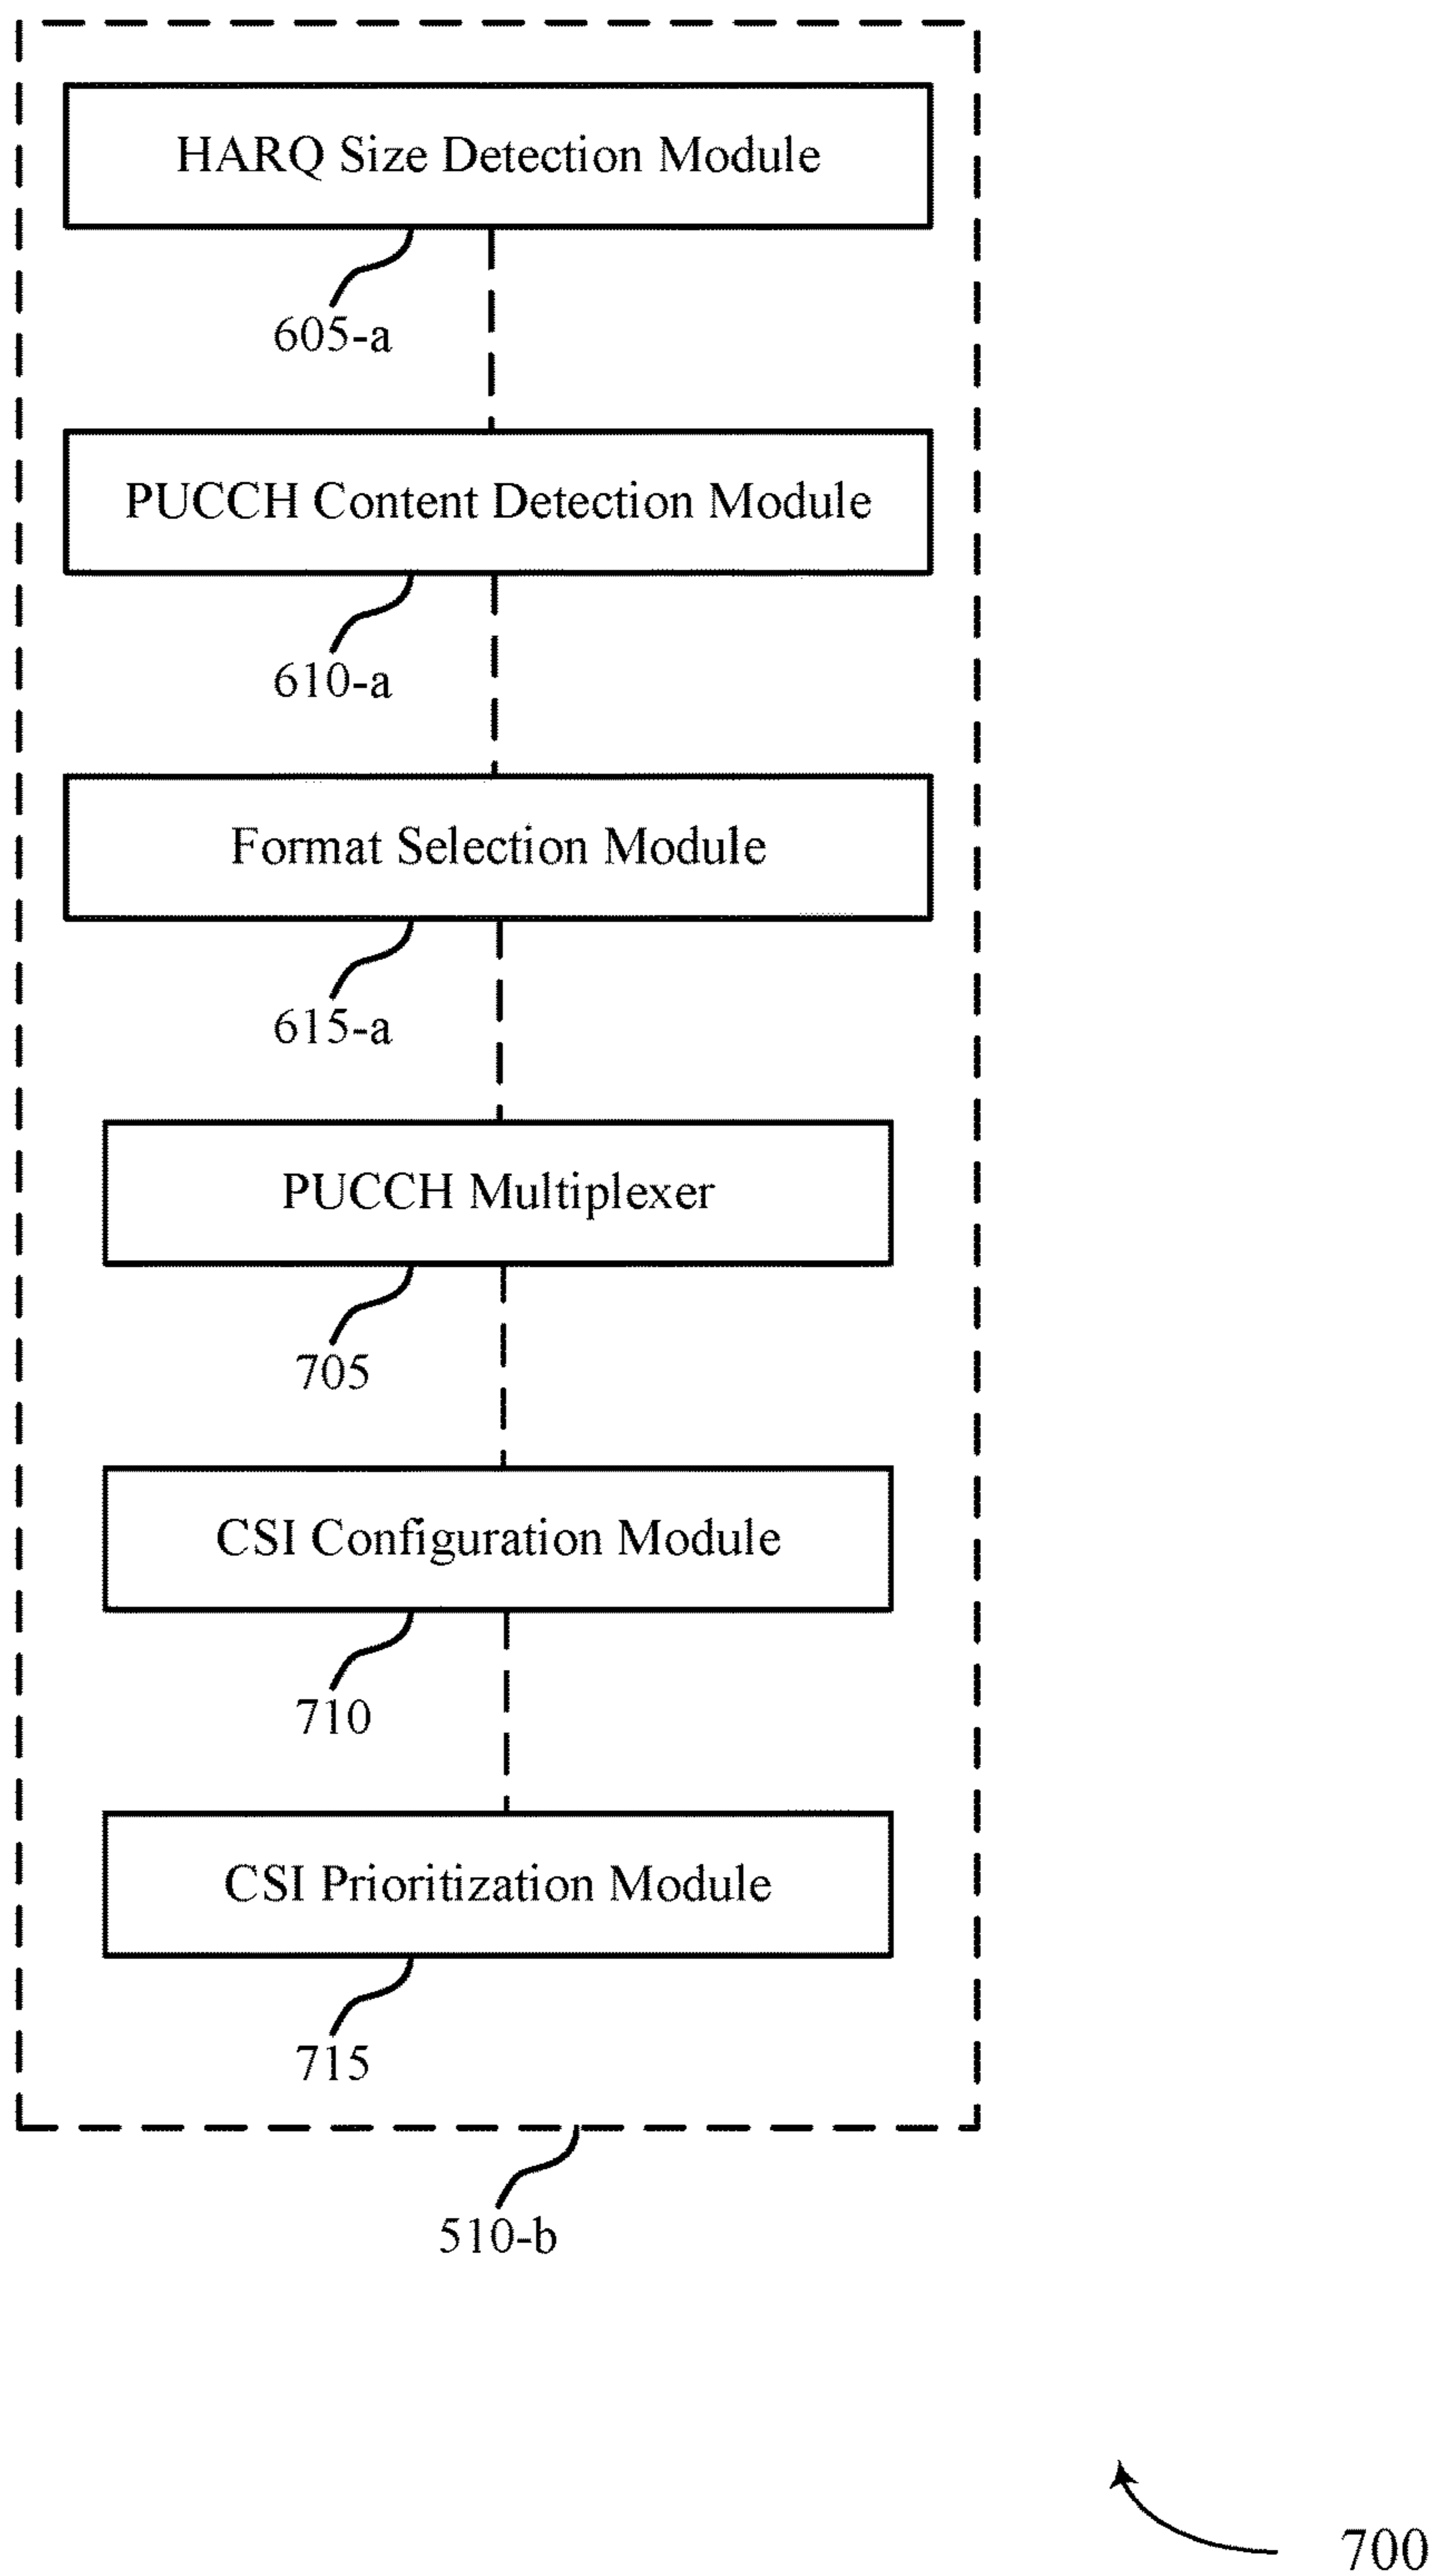 HARQ Size Detection Module
605-a
PUCCH Content Detection Module
610-a
Format Selection Module
615-a
PUCCH Multiplexer
705
CSI Configuration Module
710
CSI Prioritization Module
715
510-b
700